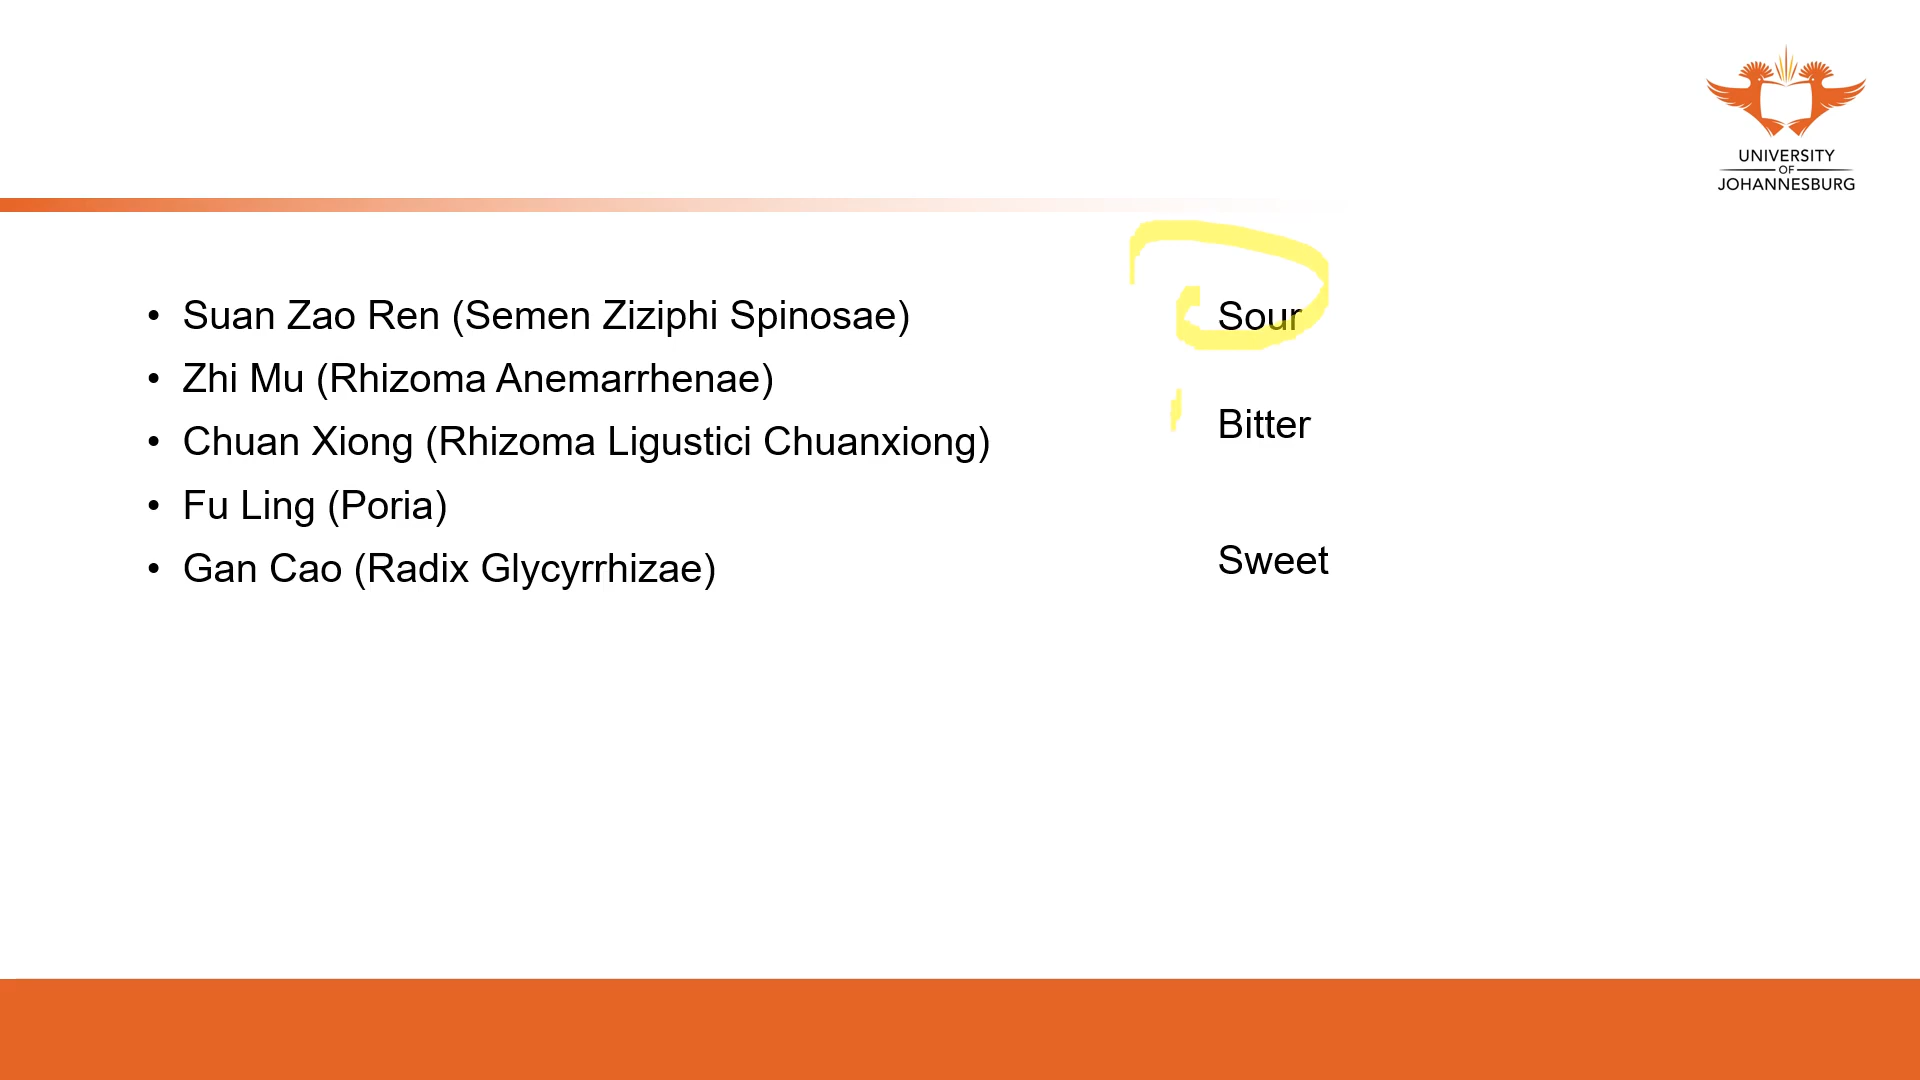 UNIVERSITY
OF
JOHANNESBURG
• Suan Zao Ren (Semen Ziziphi Spinosae)
• Zhi Mu (Rhizoma Anemarrhenae)
• Chuan Xiong (Rhizoma Ligustici Chuanxiong)
• Fu Ling (Poria)
• Gan Cao (Radix Glycyrrhizae)
Sour
Bitter
Sweet